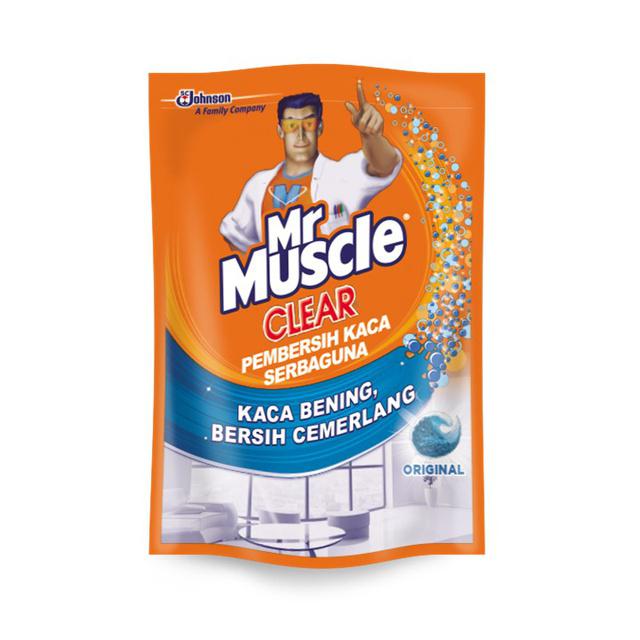 SC Johnson
A Family Company
Mr
Muscle
CLEAR
PEMBERSIH KACA
SERBAGUNA
KACA BENING,
BERSIH CEMERLANG
ORIGINAL